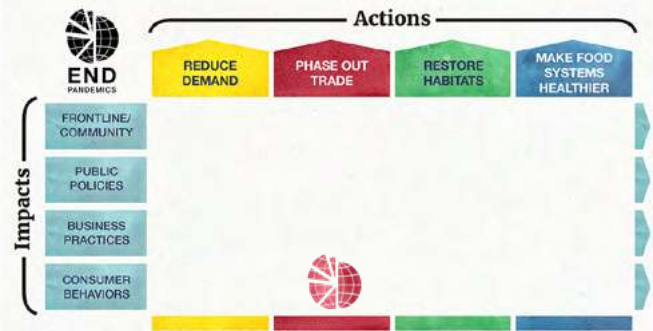 Actions
END
PANDEMICS
REDUCE
DEMAND
PHASE OUT
TRADE
RESTORE
HABITATS
MAKE FOOD
SYSTEMS
HEALTHIER
Impacts
FRONTLINE/
COMMUNITY
PUBLIC
POLICIES
BUSINESS
PRACTICES
CONSUMER
BEHAVIORS